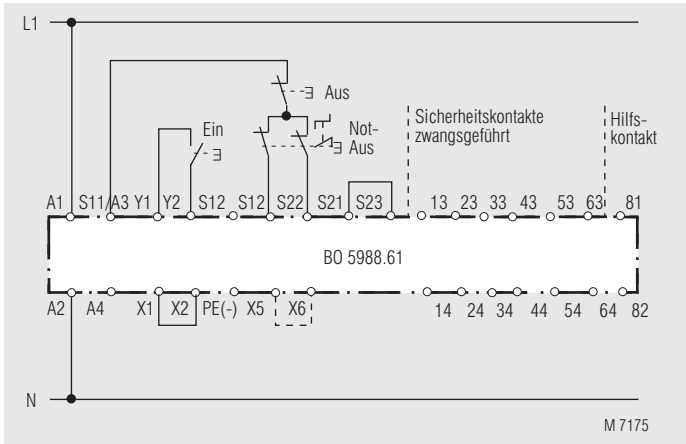 L1
Aus
Ein
Not-
Aus
Sicherheitskontakte
zwangsgeführt
Hilfs-
kontakt
A1 S11/A3 Y1 Y2 S12 S12 S22 S21 S23 13 23 33 43 53 63 81
BO 5988.61
A2 A4 X1 X2 PE(-) X5 X6 14 24 34 44 54 64 82
N
M 7175